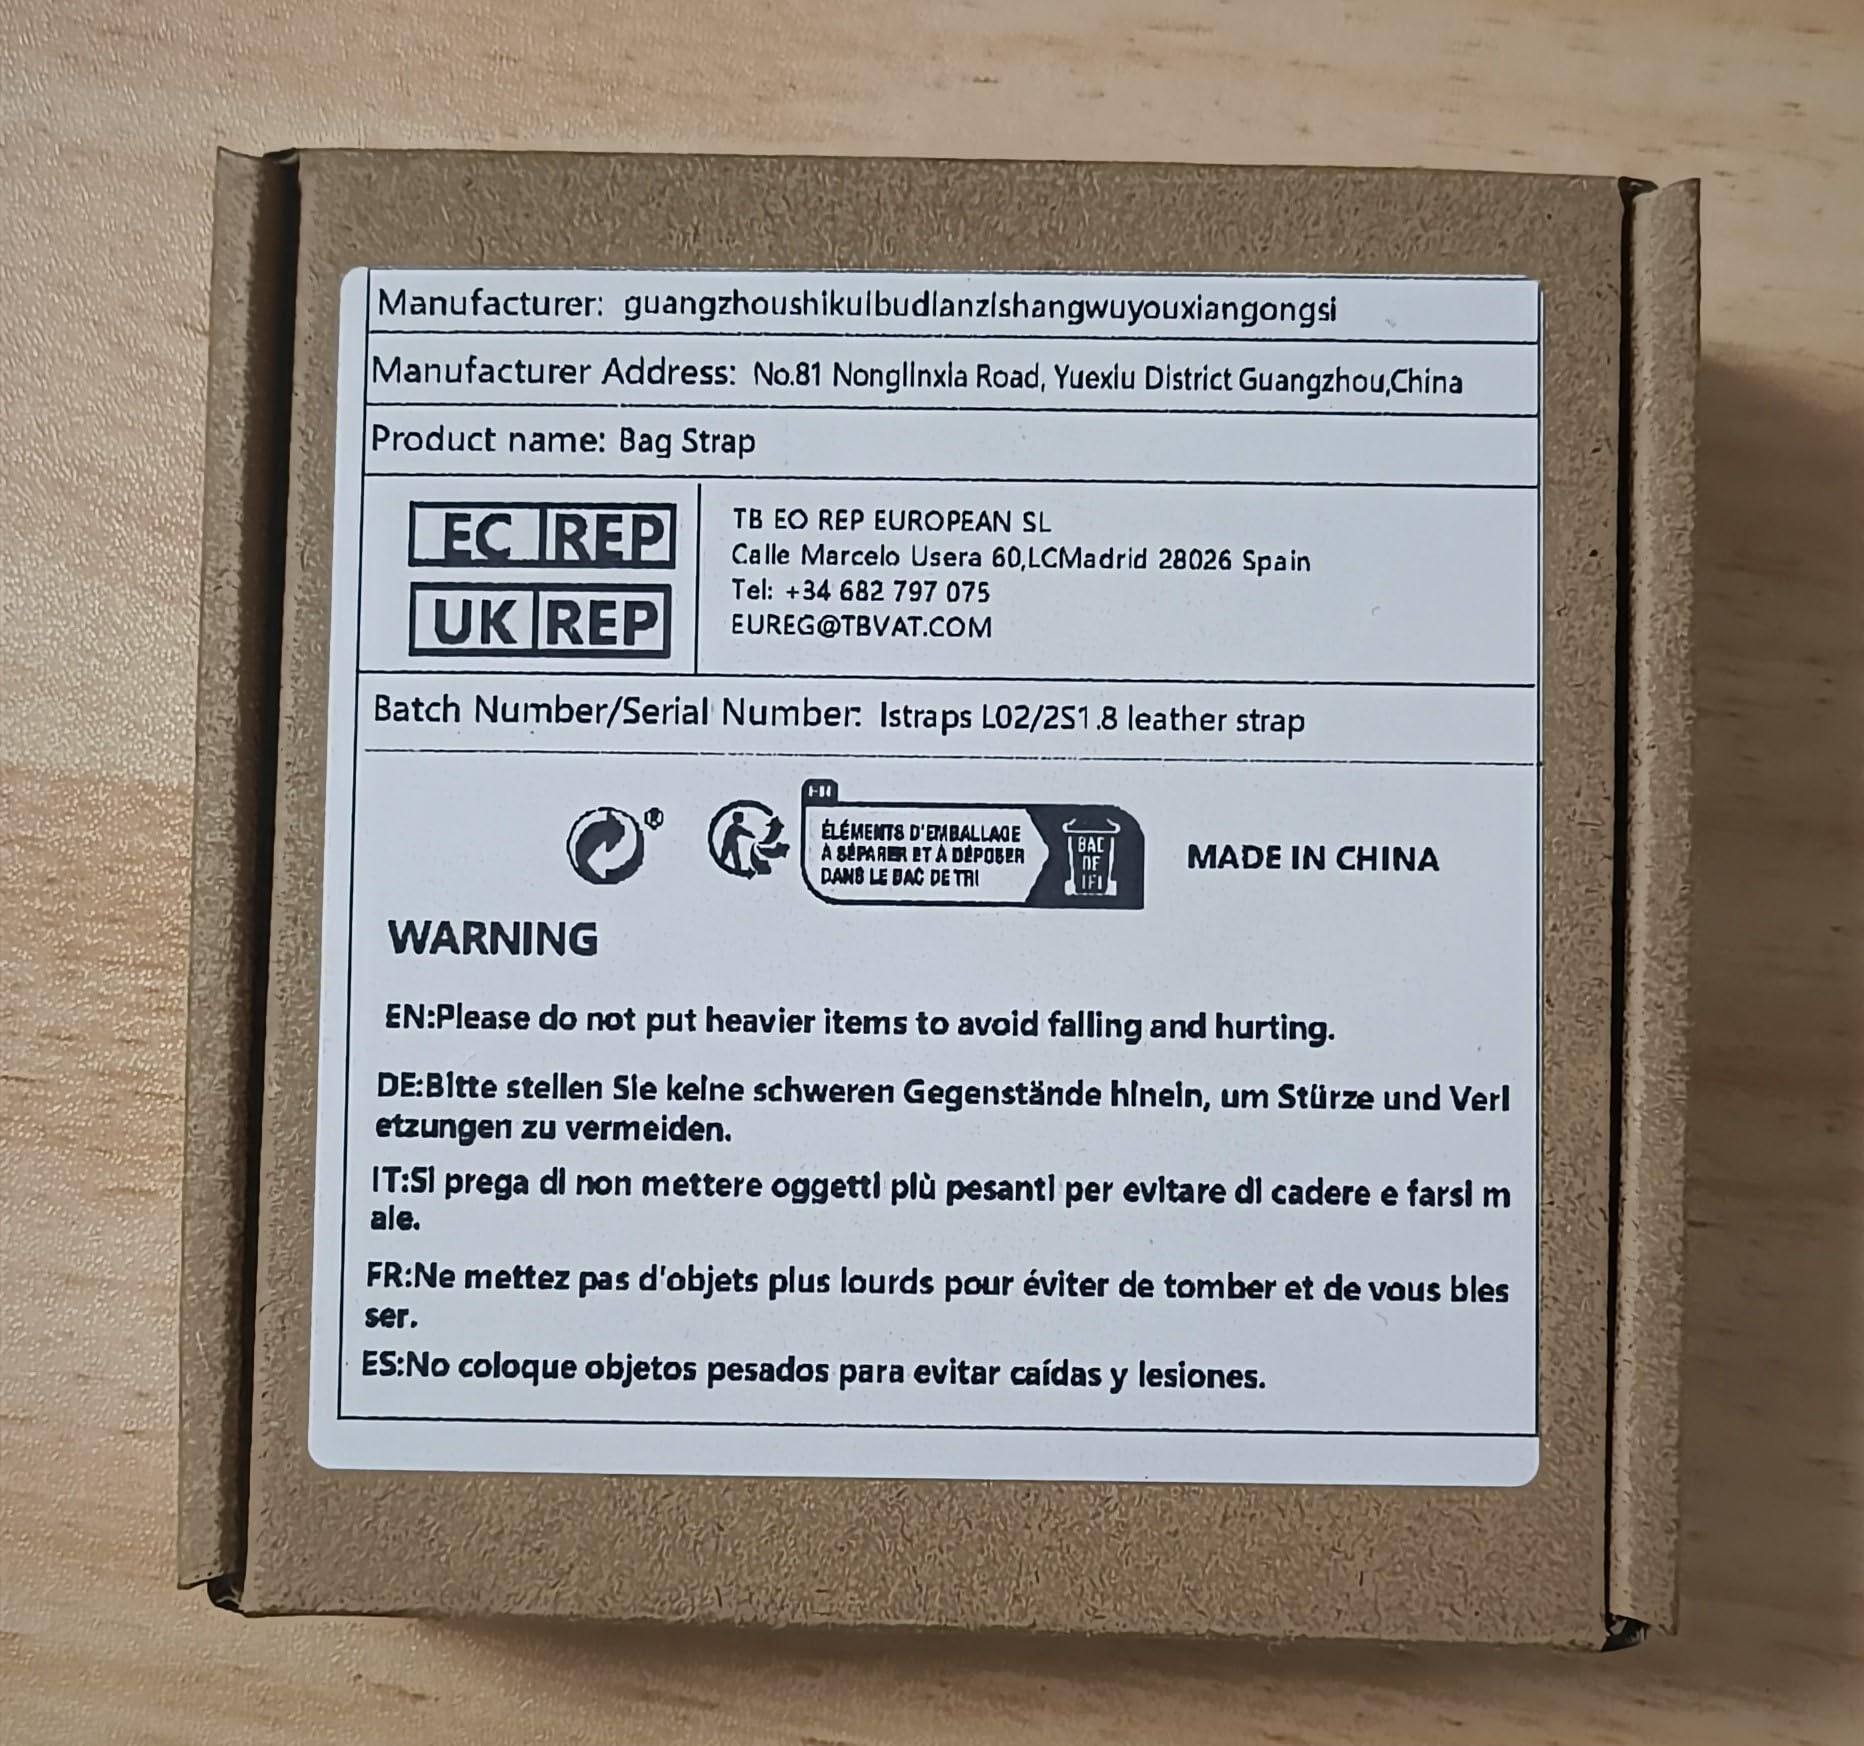 Manufacturer: guangzhoushikuibudianzishangwuyouxiangongsi
Manufacturer Address: No.81 Nonglinxia Road, Yuexiu District Guangzhou,China
Product name: Bag Strap
EC REP
UK REP
TB EO REP EUROPEAN SL
Calle Marcelo Usera 60,LCMadrid 28026 Spain
Tel: +34 682 797 075
EUREG@TBVAT.COM
Batch Number/Serial Number: Istraps L02/2S1.8 leather strap
®
ÉLÉMENTS D'EMBALLAGE
À SÉPARER ET À DÉPOSER
DANS LE BAC DE TRI
BAC
DE
MADE IN CHINA
WARNING
EN:Please do not put heavier items to avoid falling and hurting.
DE:Bitte stellen Sie keine schweren Gegenstände hinein, um Stürze und Verl
etzungen zu vermeiden.
IT:Si prega di non mettere oggetti più pesanti per evitare di cadere e farsi m
ale.
FR:Ne mettez pas d'objets plus lourds pour éviter de tomber et de vous bles
ser.
ES:No coloque objetos pesados para evitar caídas y lesiones.